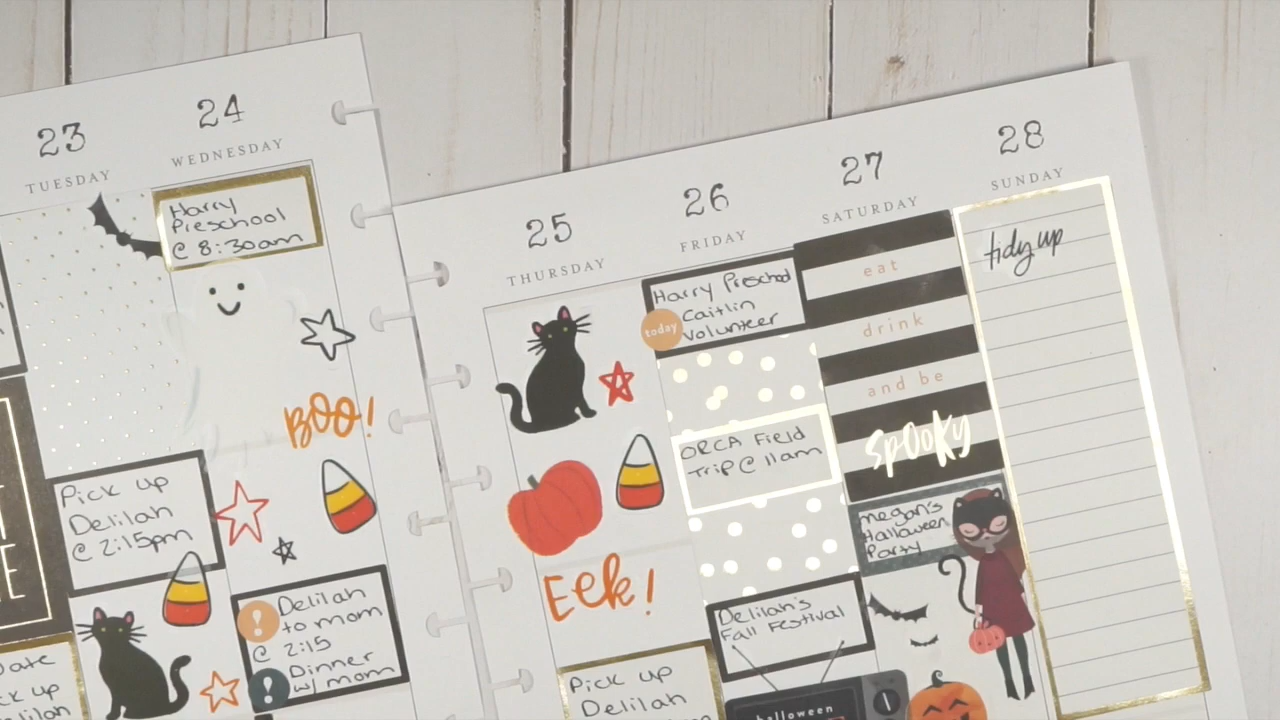 23
TUESDAY
Pick up
Delilah
@ 2:15pm
24
WEDNESDAY
Harry
Preschool
@ 8:30am
BOO!
Delilah
to mom
@ 2:15
Dinner
w/ mom
25
THURSDAY
Eek!
Pick up
Delilah
26
FRIDAY
Harry Preschool
Caitlin
Volunteer
today
ORCA Field
Trip @ 11am
Delilah's
Fall Festival
halloween
27
SATURDAY
eat
drink
and be
SPOOKY
megan's
Halloween
Party
28
SUNDAY
tidy up